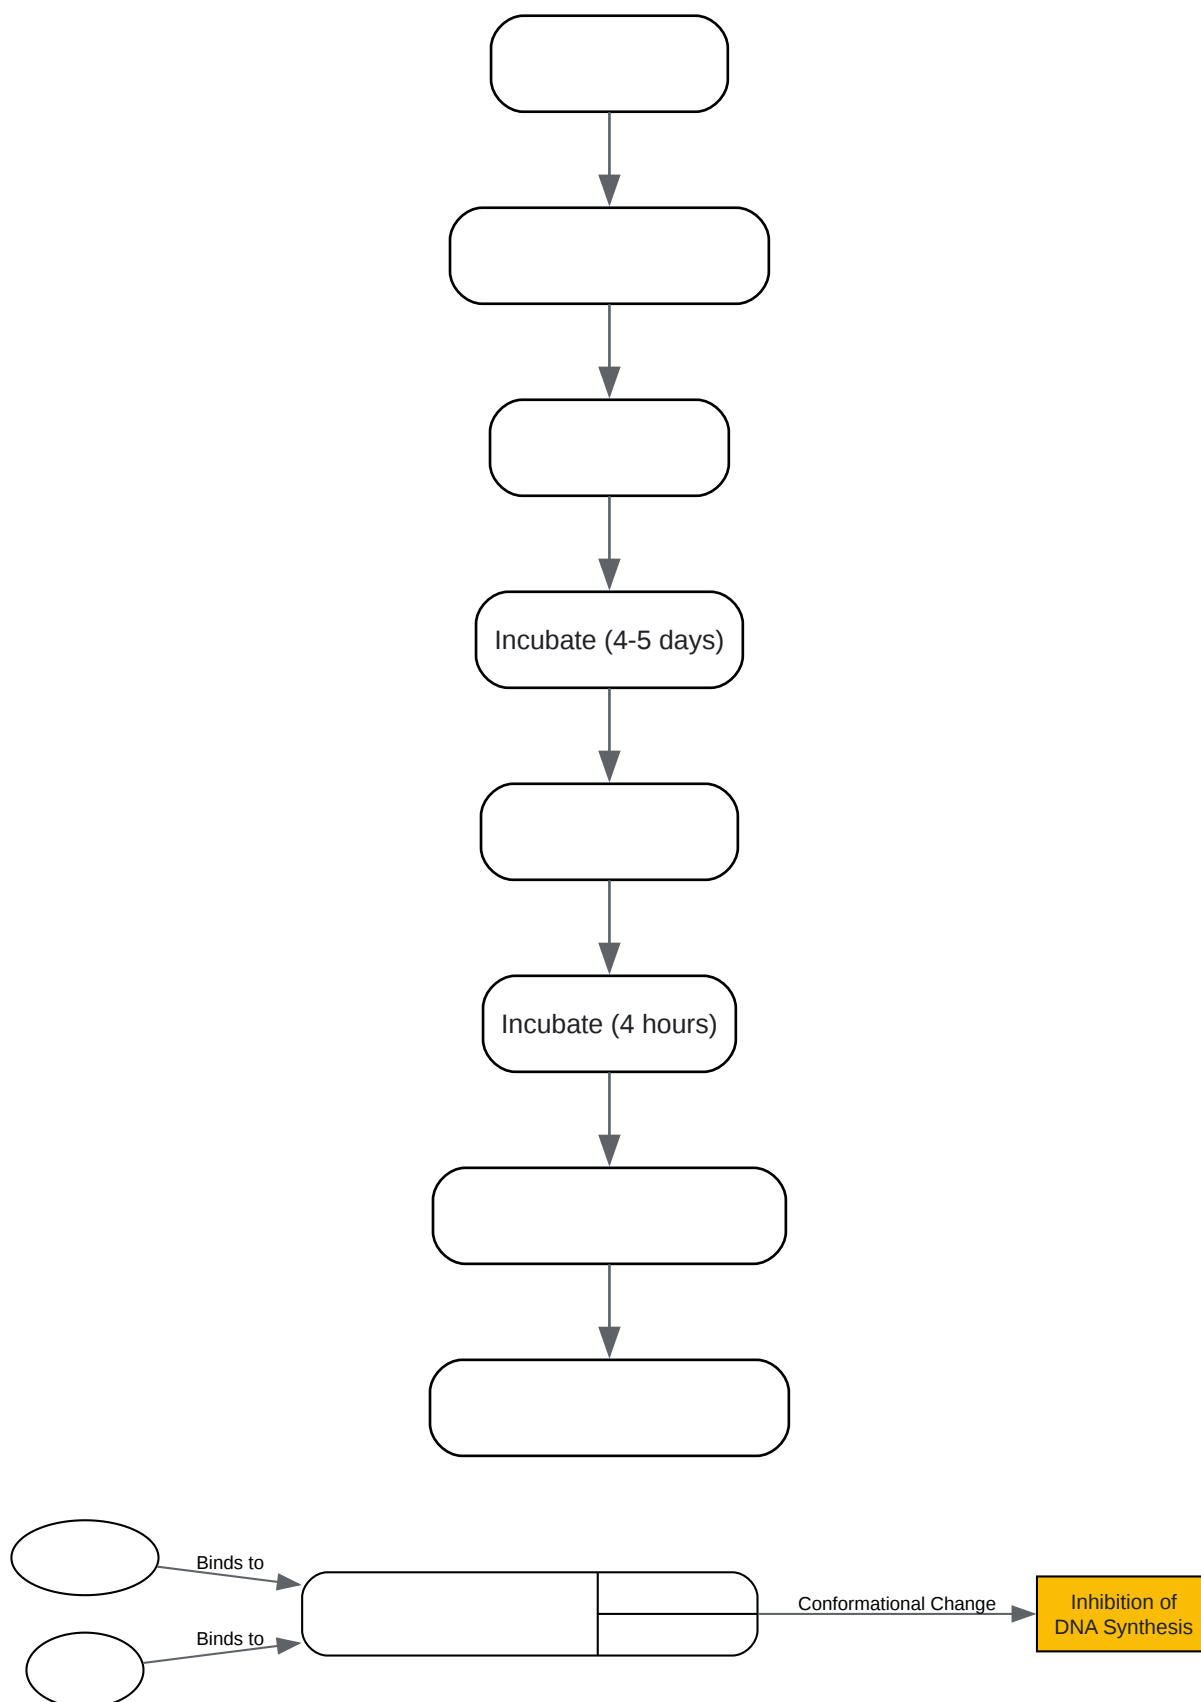 Incubate (4-5 days)
Incubate (4 hours)
Binds to
Binds to
Conformational Change
Inhibition of
DNA Synthesis